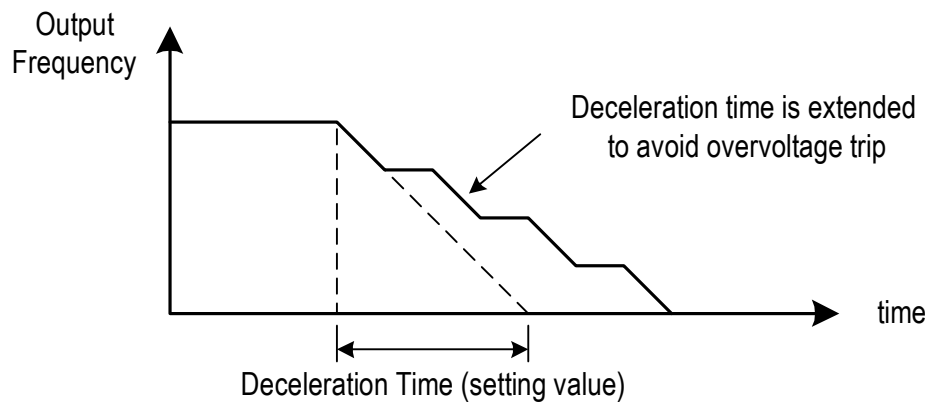 Output
Frequency
Deceleration time is extended
to avoid overvoltage trip
time
Deceleration Time (setting value)